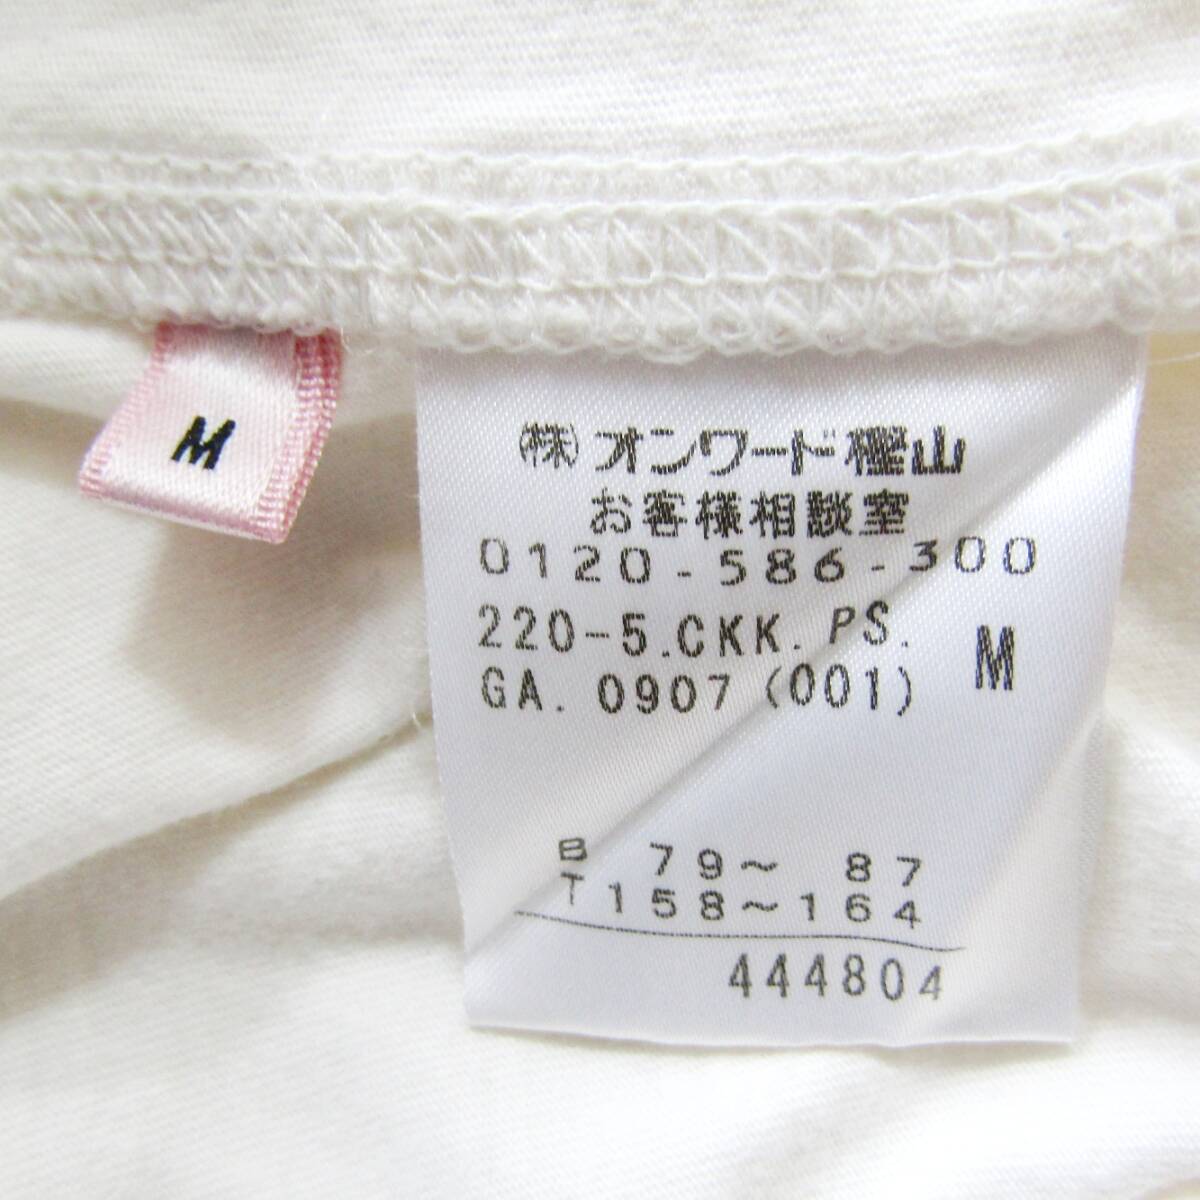 M
㈱オンワード樫山
お客様相談室
0120-586-300
220-5.CKK.PS.
GA.0907(001)
M
B 79～ 87
T158～164
444804